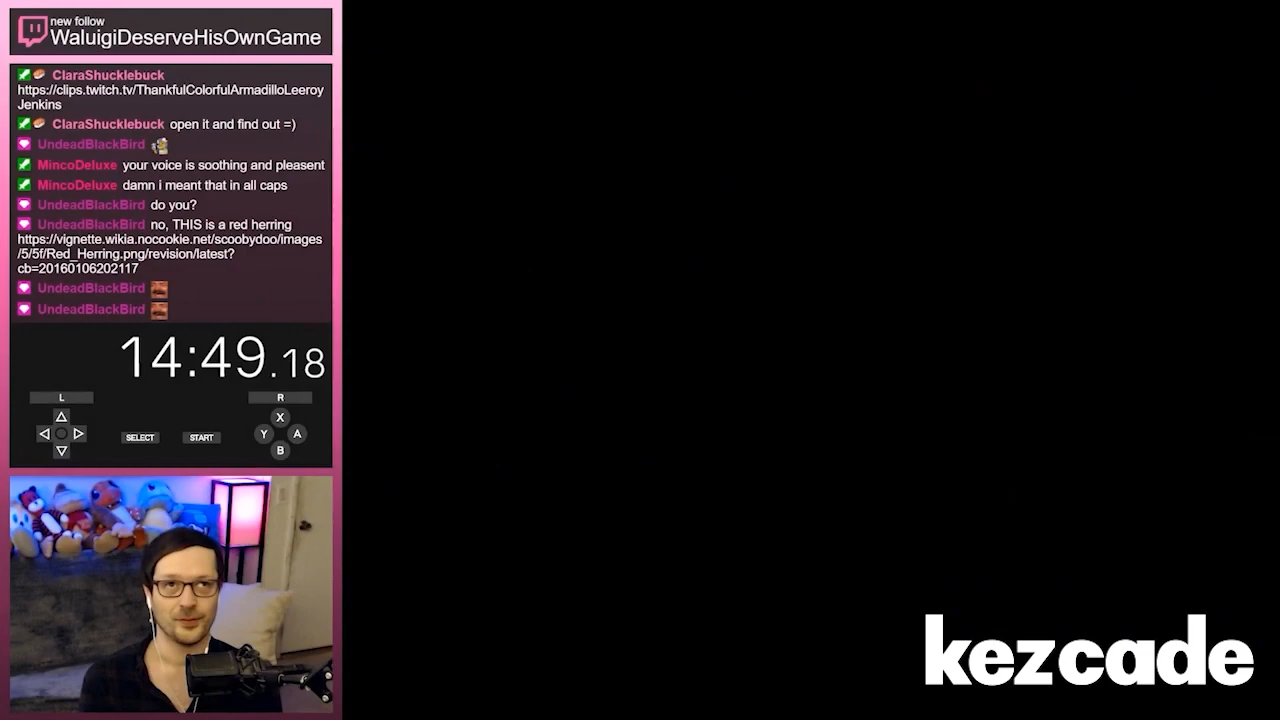 new follow
WaluigiDeserveHisOwnGame
ClaraShucklebuck
https://clips.twitch.tv/ThankfulColorfulArmadilloLeeroy
Jenkins
ClaraShucklebuck open it and find out =)
UndeadBlackBird
MincoDeluxe your voice is soothing and pleasent
MincoDeluxe damn i meant that in all caps
UndeadBlackBird do you?
UndeadBlackBird no, THIS is a red herring
https://vignette.wikia.nocookie.net/scoobydoo/images
/5/5f/Red_Herring.png/revision/latest?
cb=20160106202117
UndeadBlackBird
UndeadBlackBird
14:49.18
L R
X
Y A
SELECT START
B
kezcade